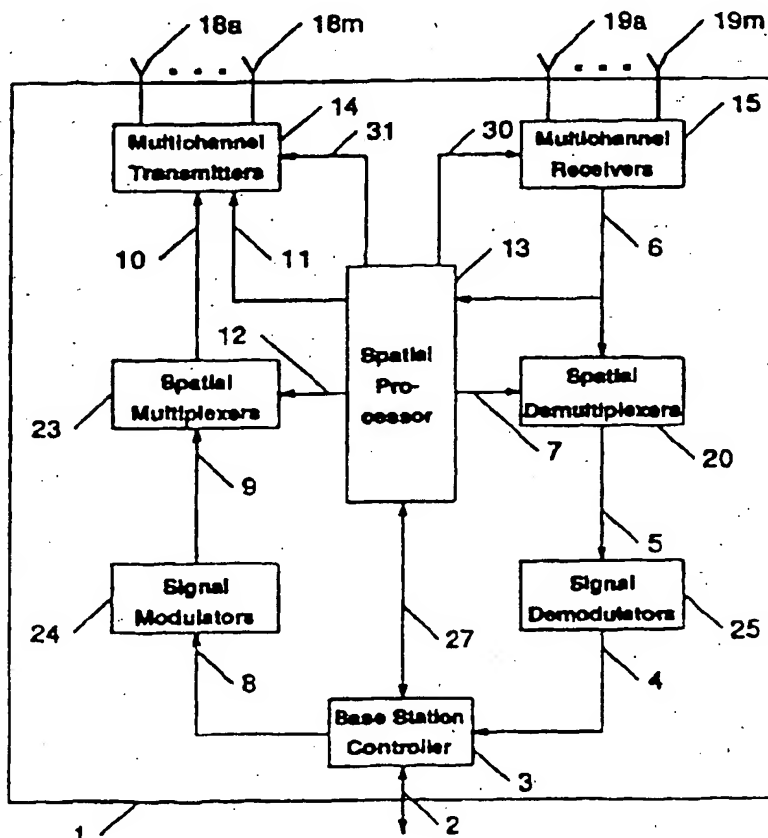 18a 18m 19a 19m
14 15
31 30
Multichannel
Transmitters
Multichannel
Receivers
10 11 13 6
12
Spatial
Pro-
cessor
Spatial
Multiplexers
Spatial
Demultiplexers
23 7 20
9 5
Signal
Modulators
Signal
Demodulators
24 27 25
8 4
Base Station
Controller
3
1 2